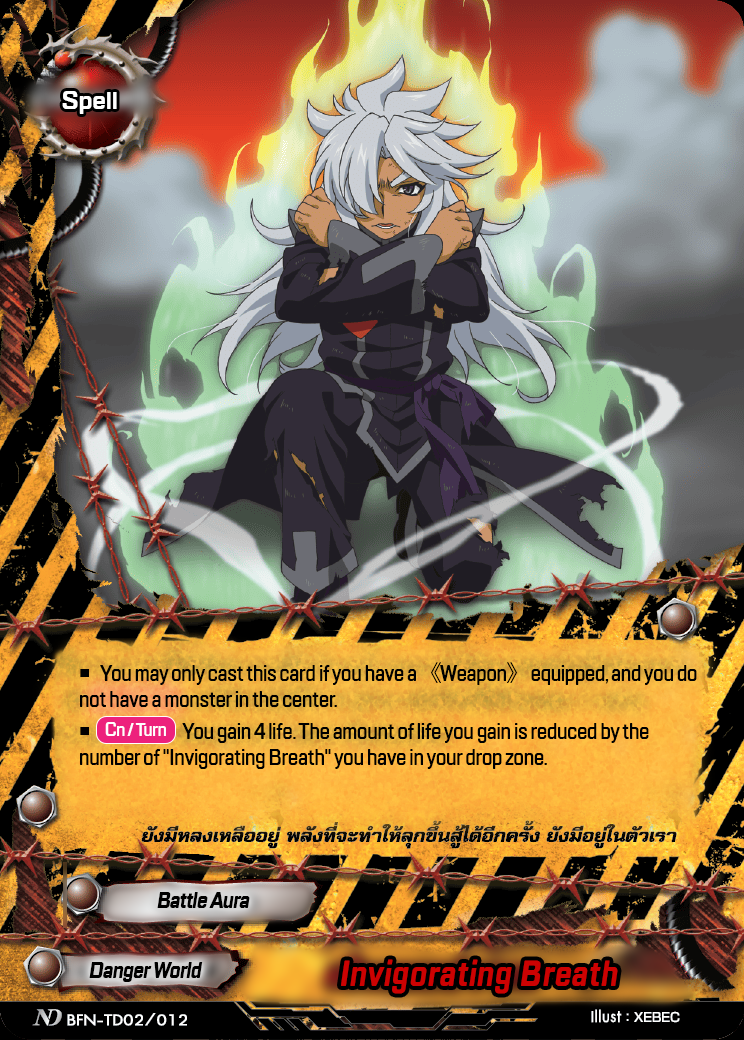 Spell
■ You may only cast this card if you have a 《Weapon》 equipped, and you do
not have a monster in the center.
■ Cn/Turn You gain 4 life. The amount of life you gain is reduced by the
number of "Invigorating Breath" you have in your drop zone.
ยังมีหลงเหลืออยู่ พลังที่จะทำให้ลุกขึ้นสู้ได้อีกครั้ง ยังมีอยู่ในตัวเรา
Battle Aura
Danger World
Invigorating Breath
ND BFN-TD02/012
Illust : XEBEC